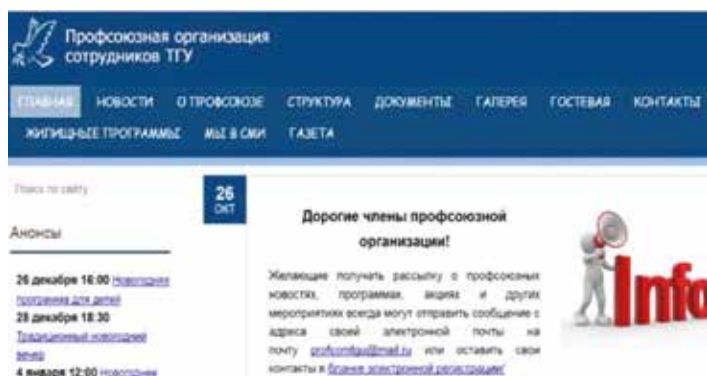 Профсоюзная организация
сотрудников ТГУ
ГЛАВНАЯ НОВОСТИ О ПРОФСОЮЗЕ СТРУКТУРА ДОКУМЕНТЫ ГАЛЕРЕЯ ГОСТЕВАЯ КОНТАКТЫ
ЖИЛИЩНЫЕ ПРОГРАММЫ МЫ В СМИ ГАЗЕТА
Поиск по сайту
Анонсы
26 декабря 16:00 Новогодняя
программа для детей
28 декабря 18:30
Традиционный новогодний
вечер
4 января 12:00 Новогоднее
26
ОКТ
Дорогие члены профсоюзной
организации!
Желающие получать рассылку о профсоюзных
новостях, программах, акциях и других
мероприятиях всегда могут отправить сообщение с
адреса своей электронной почты на
почту profcomtgu@mail.ru или оставить свои
контакты в бланке электронной регистрации!
Info